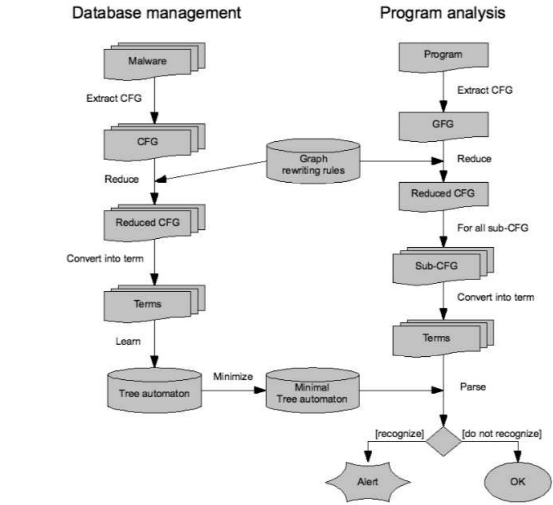 Database management
Program analysis
Malware
Program
Extract CFG
Extract CFG
CFG
GFG
Graph
rewriting rules
Reduce
Reduce
Reduced CFG
Reduced CFG
For all sub-CFG
Convert into term
Sub-CFG
Convert into term
Terms
Terms
Learn
Minimize
Parse
Tree automaton
Minimal
Tree automaton
[recognize]
[do not recognize]
Alert
OK